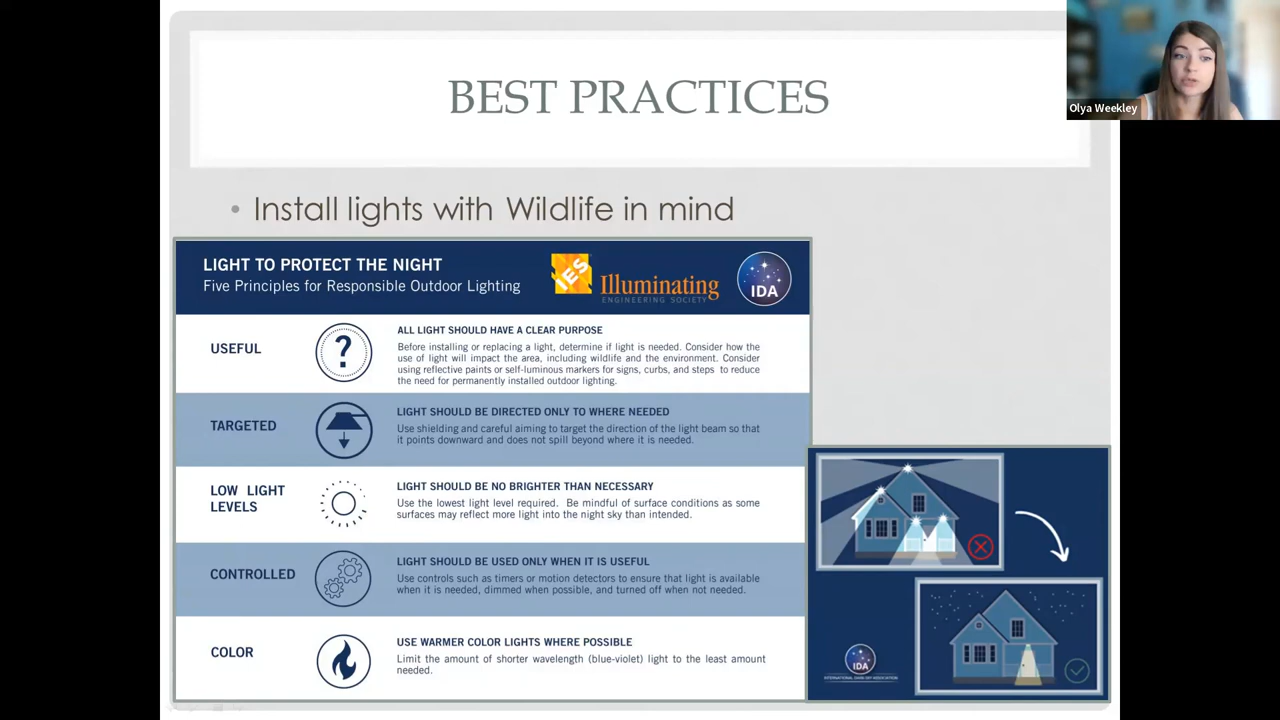 BEST PRACTICES
Olya Weekley
• Install lights with Wildlife in mind
LIGHT TO PROTECT THE NIGHT
Five Principles for Responsible Outdoor Lighting
IES
Illuminating
ENGINEERING SOCIETY
IDA
USEFUL
?
ALL LIGHT SHOULD HAVE A CLEAR PURPOSE
Before installing or replacing a light, determine if light is needed. Consider how the
use of light will impact the area, including wildlife and the environment. Consider
using reflective paints or self-luminous markers for signs, curbs, and steps to reduce
the need for permanently installed outdoor lighting.
TARGETED
LIGHT SHOULD BE DIRECTED ONLY TO WHERE NEEDED
Use shielding and careful aiming to target the direction of the light beam so that
it points downward and does not spill beyond where it is needed.
LOW LIGHT
LEVELS
LIGHT SHOULD BE NO BRIGHTER THAN NECESSARY
Use the lowest light level required. Be mindful of surface conditions as some
surfaces may reflect more light into the night sky than intended.
CONTROLLED
LIGHT SHOULD BE USED ONLY WHEN IT IS USEFUL
Use controls such as timers or motion detectors to ensure that light is available
when it is needed, dimmed when possible, and turned off when not needed.
COLOR
USE WARMER COLOR LIGHTS WHERE POSSIBLE
Limit the amount of shorter wavelength (blue-violet) light to the least amount
needed.
IDA
INTERNATIONAL DARK-SKY ASSOCIATION